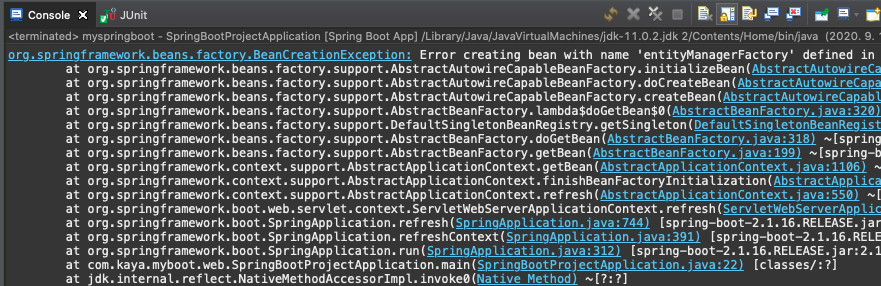 Console JUnit
<terminated> myspringboot - SpringBootProjectApplication [Spring Boot App] /Library/Java/JavaVirtualMachines/jdk-11.0.2.jdk 2/Contents/Home/bin/java (2020. 9.
org.springframework.beans.factory.BeanCreationException: Error creating bean with name 'entityManagerFactory' defined in
at org.springframework.beans.factory.support.AbstractAutowireCapableBeanFactory.initializeBean(AbstractAutowireCa
at org.springframework.beans.factory.support.AbstractAutowireCapableBeanFactory.doCreateBean(AbstractAutowireCapa
at org.springframework.beans.factory.support.AbstractAutowireCapableBeanFactory.createBean(AbstractAutowireCapabl
at org.springframework.beans.factory.support.AbstractBeanFactory.lambda$doGetBean$0(AbstractBeanFactory.java:320)
at org.springframework.beans.factory.support.DefaultSingletonBeanRegistry.getSingleton(DefaultSingletonBeanRegist
at org.springframework.beans.factory.support.AbstractBeanFactory.doGetBean(AbstractBeanFactory.java:318) ~[spring
at org.springframework.beans.factory.support.AbstractBeanFactory.getBean(AbstractBeanFactory.java:199) ~[spring-b
at org.springframework.context.support.AbstractApplicationContext.getBean(AbstractApplicationContext.java:1106) ~
at org.springframework.context.support.AbstractApplicationContext.finishBeanFactoryInitialization(AbstractApplica
at org.springframework.context.support.AbstractApplicationContext.refresh(AbstractApplicationContext.java:550) ~[
at org.springframework.boot.web.servlet.context.ServletWebServerApplicationContext.refresh(ServletWebServerApplic
at org.springframework.boot.SpringApplication.refresh(SpringApplication.java:744) [spring-boot-2.1.16.RELEASE.jar
at org.springframework.boot.SpringApplication.refreshContext(SpringApplication.java:391) [spring-boot-2.1.16.RELE
at org.springframework.boot.SpringApplication.run(SpringApplication.java:312) [spring-boot-2.1.16.RELEASE.jar:2.1
at com.kaya.myboot.web.SpringBootProjectApplication.main(SpringBootProjectApplication.java:22) [classes/:?]
at jdk.internal.reflect.NativeMethodAccessorImpl.invoke0(Native Method) ~[?:?]